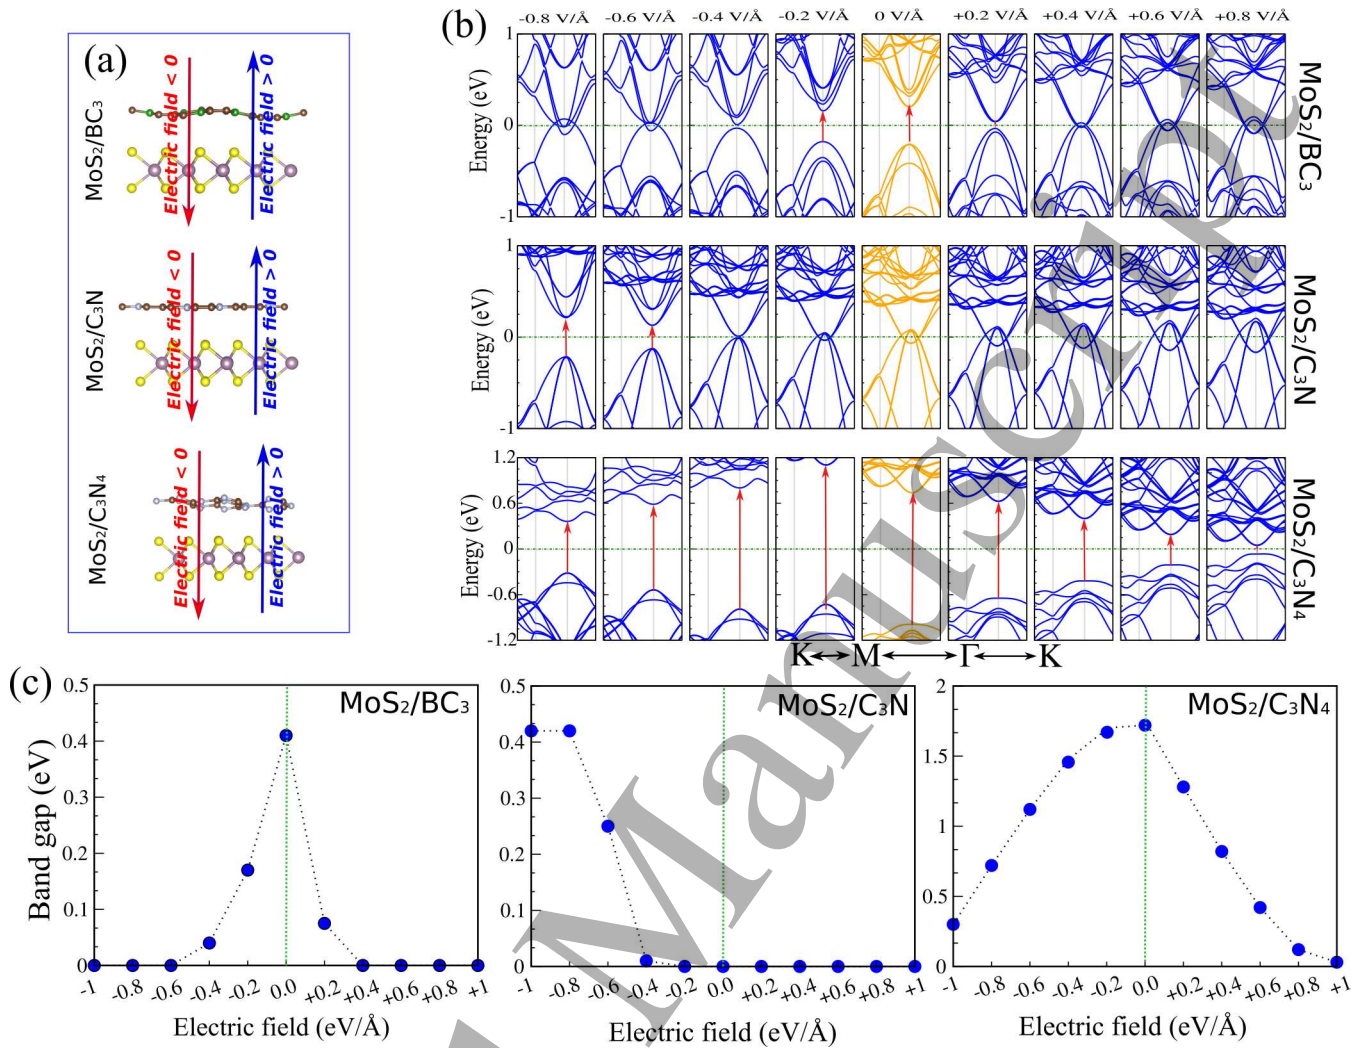 (a)
MoS₂/BC₃
Electric field < 0
Electric field > 0
MoS₂/C₃N
Electric field < 0
Electric field > 0
MoS₂/C₃N₄
Electric field < 0
Electric field > 0
(b)
-0.8 V/Å -0.6 V/Å -0.4 V/Å -0.2 V/Å 0 V/Å +0.2 V/Å +0.4 V/Å +0.6 V/Å +0.8 V/Å
Energy (eV)
1
0
-1
MoS₂/BC₃
Energy (eV)
1
0
-1
MoS₂/C₃N
Energy (eV)
1.2
0.6
0
-0.6
-1.2
MoS₂/C₃N₄
K M Γ K
(c)
Band gap (eV)
0.5
0.4
0.3
0.2
0.1
0
MoS₂/BC₃
-1 -0.8 -0.6 -0.4 -0.2 0.0 +0.2 +0.4 +0.6 +0.8 +1
Electric field (eV/Å)
0.5
0.4
0.3
0.2
0.1
0
MoS₂/C₃N
-1 -0.8 -0.6 -0.4 -0.2 0.0 +0.2 +0.4 +0.6 +0.8 +1
Electric field (eV/Å)
2
1.5
1
0.5
0
MoS₂/C₃N₄
-1 -0.8 -0.6 -0.4 -0.2 0.0 +0.2 +0.4 +0.6 +0.8 +1
Electric field (eV/Å)
Manuscript